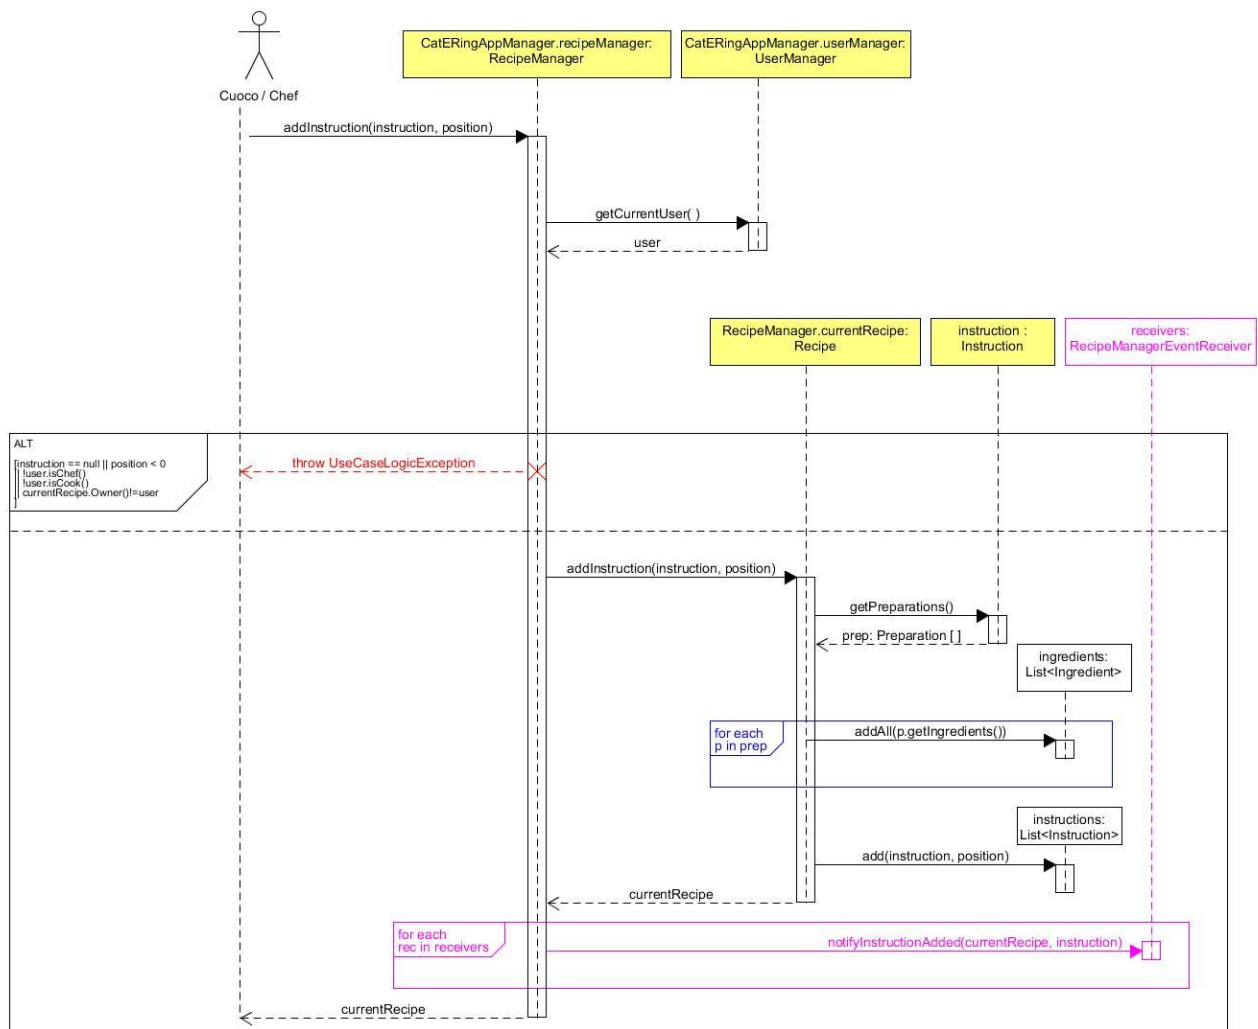 CatERingAppManager.recipeManager:
RecipeManager
CatERingAppManager.userManager:
UserManager
Cuoco / Chef
addInstruction(instruction, position)
getCurrentUser( )
user
RecipeManager.currentRecipe:
Recipe
instruction :
Instruction
receivers:
RecipeManagerEventReceiver
ALT
[instruction == null || position < 0
|| !user.isChef()
|| !user.isCook()
|| currentRecipe.Owner()!=user
]
throw UseCaseLogicException
addInstruction(instruction, position)
getPreparations()
prep: Preparation [ ]
ingredients:
List<Ingredient>
for each
p in prep
addAll(p.getIngredients())
instructions:
List<Instruction>
add(instruction, position)
currentRecipe
for each
rec in receivers
notifyInstructionAdded(currentRecipe, instruction)
currentRecipe